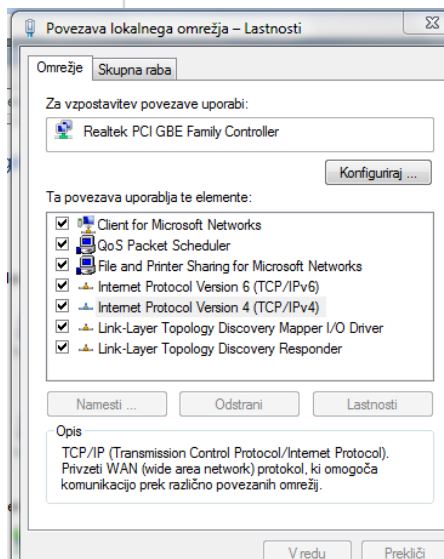 Povezava lokalnega omrežja – Lastnosti
Omrežje
Skupna raba
Za vzpostavitev povezave uporabi:
Realtek PCI GBE Family Controller
Konfiguriraj ...
Ta povezava uporablja te elemente:
Client for Microsoft Networks
QoS Packet Scheduler
File and Printer Sharing for Microsoft Networks
Internet Protocol Version 6 (TCP/IPv6)
Internet Protocol Version 4 (TCP/IPv4)
Link-Layer Topology Discovery Mapper I/O Driver
Link-Layer Topology Discovery Responder
Namesti ...
Odstrani
Lastnosti
Opis
TCP/IP (Transmission Control Protocol/Internet Protocol).
Privzeti WAN (wide area network) protokol, ki omogoča
komunikacijo prek različno povezanih omrežij.
V redu
Prekliči